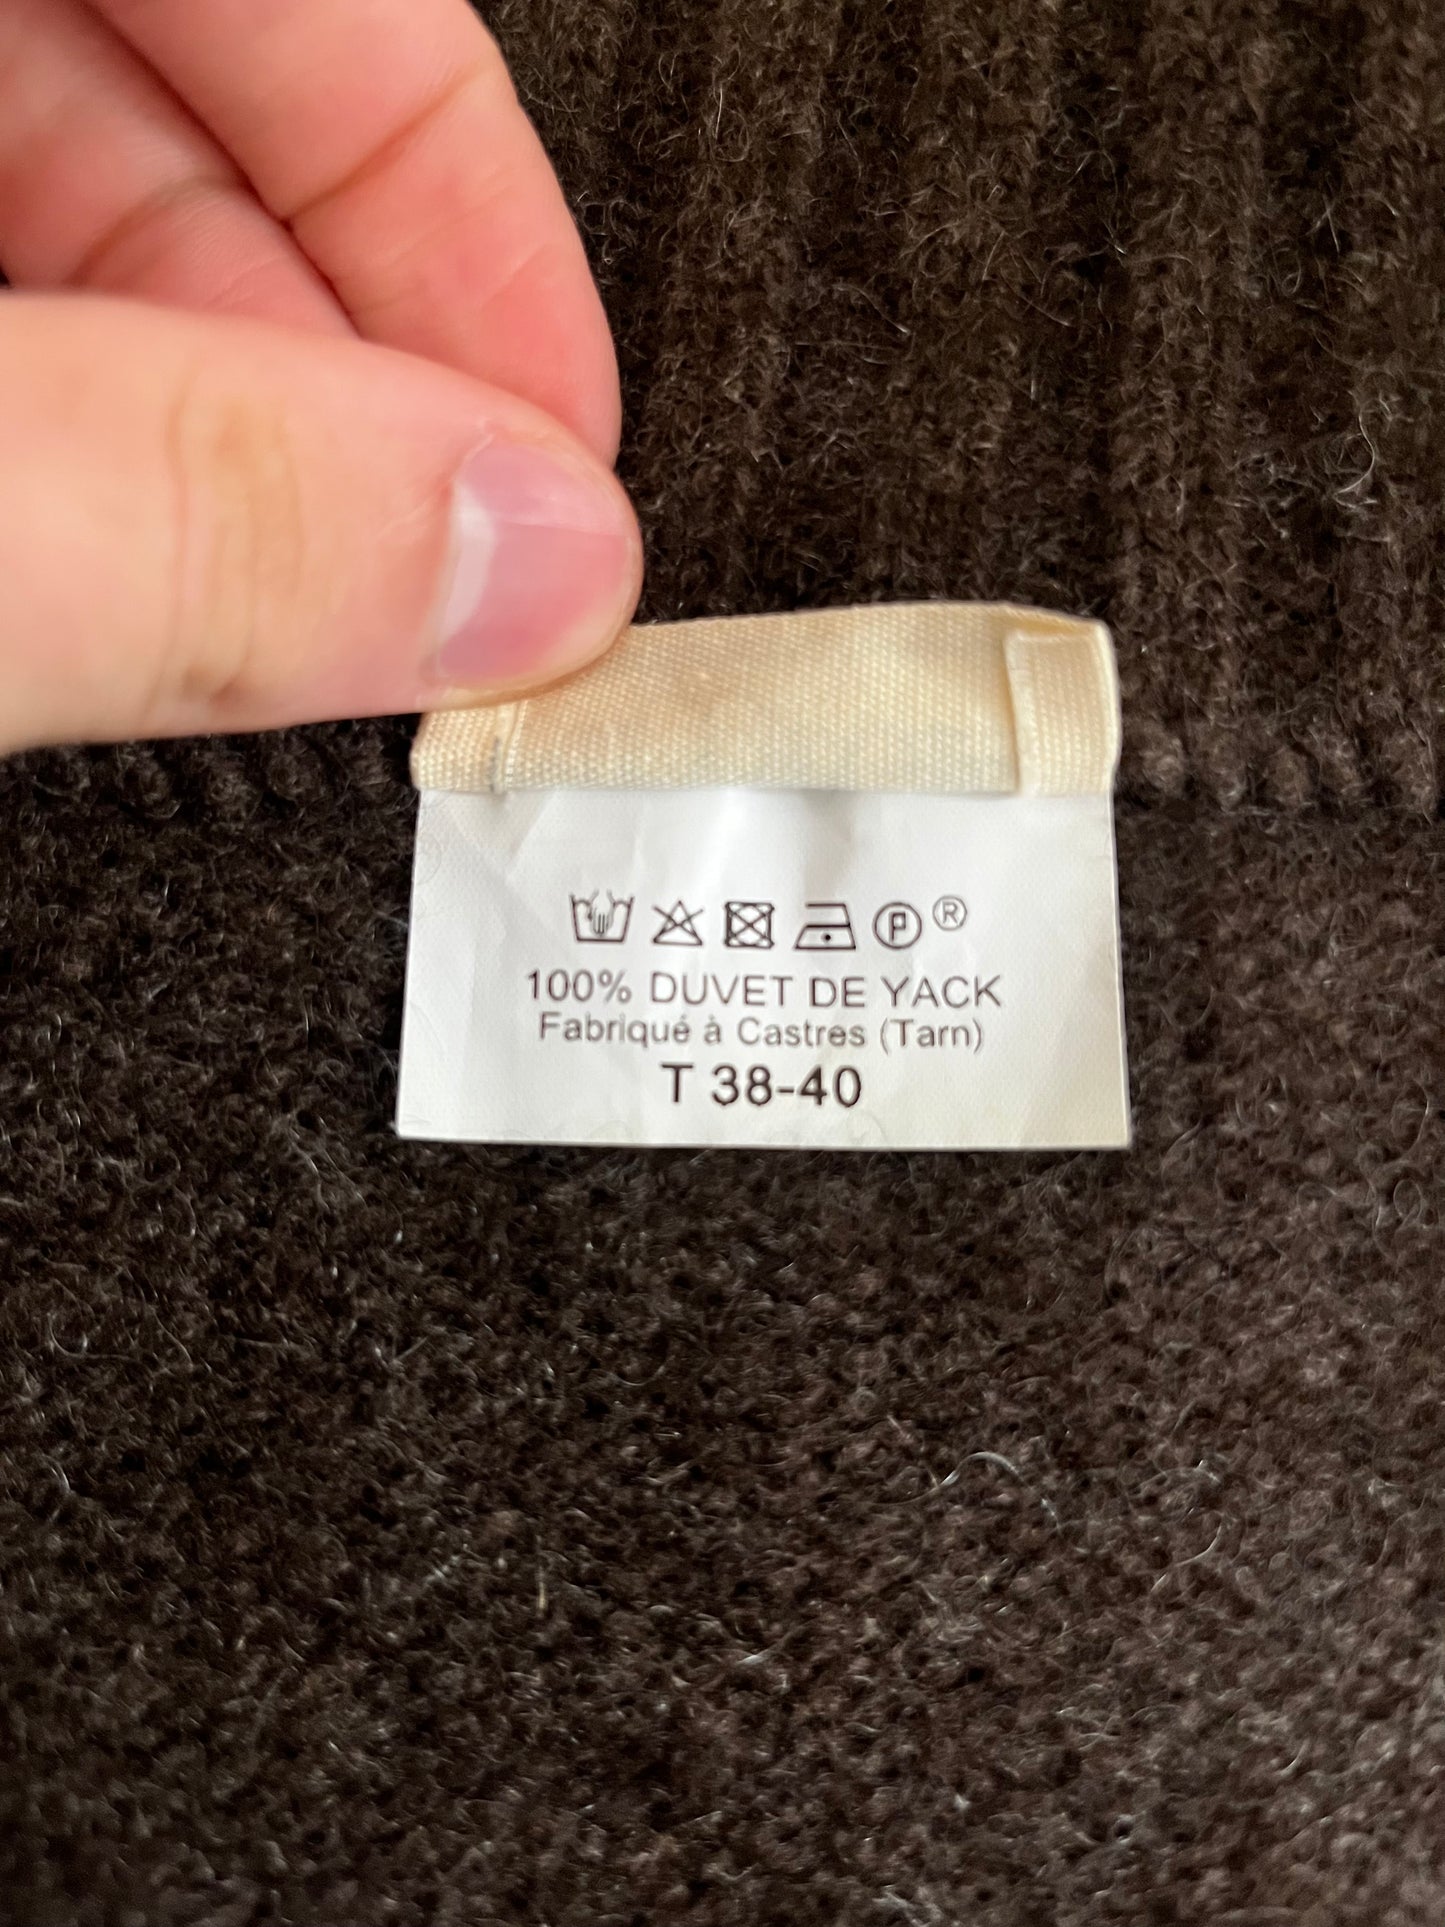 P ®
100% DUVET DE YACK
Fabriqué à Castres (Tarn)
T 38-40